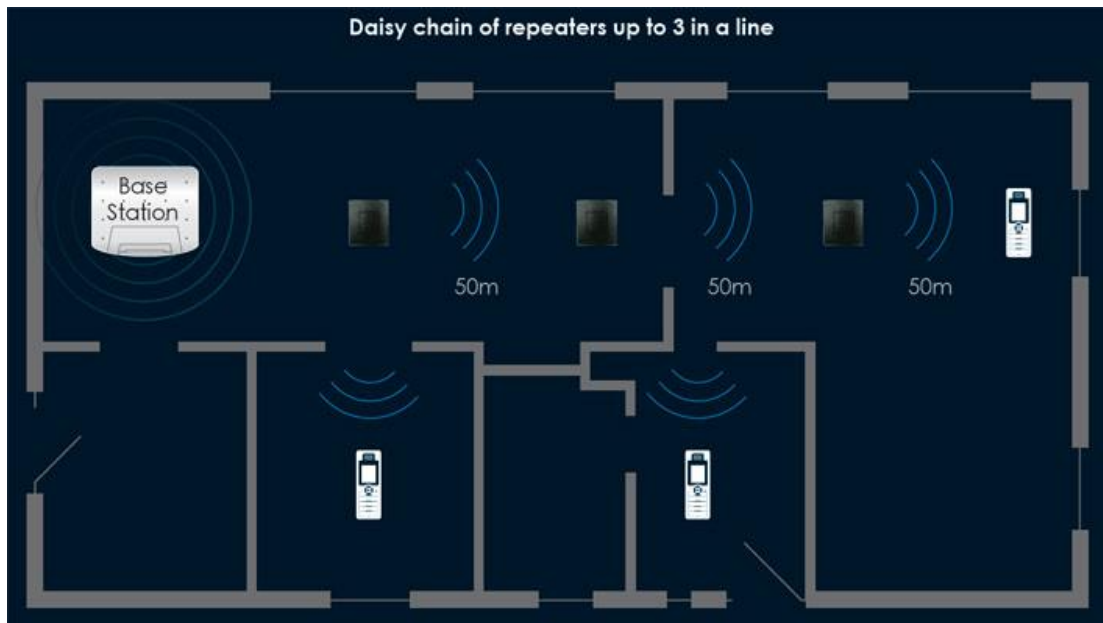 Daisy chain of repeaters up to 3 in a line
Base
Station
50m
50m
50m